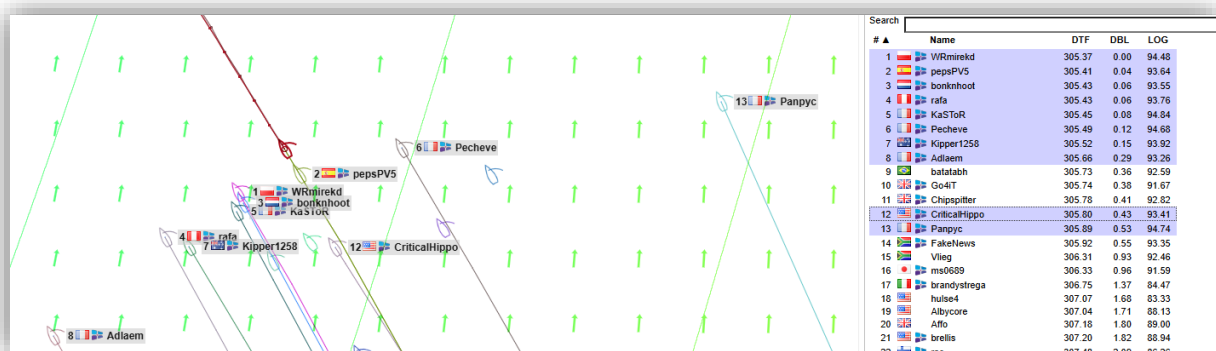 Search
# ▲ Name DTF DBL LOG
1 WRmirekd 305.37 0.00 94.48
2 pepsPV5 305.41 0.04 93.64
3 bonknhoot 305.43 0.06 93.55
4 rafa 305.43 0.06 93.76
5 KaSToR 305.45 0.08 94.84
6 Pecheve 305.49 0.12 94.68
7 Kipper1258 305.52 0.15 93.92
8 Adlaem 305.66 0.29 93.26
9 batatabh 305.73 0.36 92.59
10 Go4iT 305.74 0.38 91.67
11 Chipspitter 305.78 0.41 92.82
12 CriticalHippo 305.80 0.43 93.41
13 Panpyc 305.89 0.53 94.74
14 FakeNews 305.92 0.55 93.35
15 Vlieg 306.31 0.93 92.46
16 ms0689 306.33 0.96 91.59
17 brandystrega 306.75 1.37 84.47
18 hulse4 307.07 1.68 83.33
19 Albycore 307.04 1.71 88.13
20 Affo 307.18 1.80 89.00
21 brellis 307.20 1.82 88.94
13 Panpyc
6 Pecheve
2 pepsPV5
1 WRmirekd
3 bonknhoot
5 KaSToR
4 rafa
7 Kipper1258
12 CriticalHippo
8 Adlaem